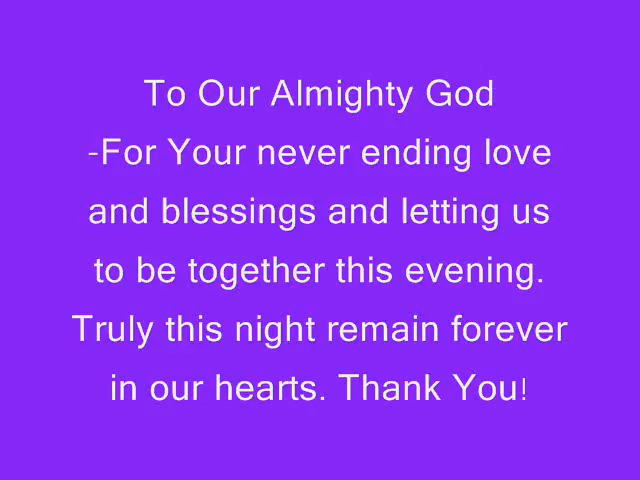 To Our Almighty God
-For Your never ending love
and blessings and letting us
to be together this evening.
Truly this night remain forever
in our hearts. Thank You!